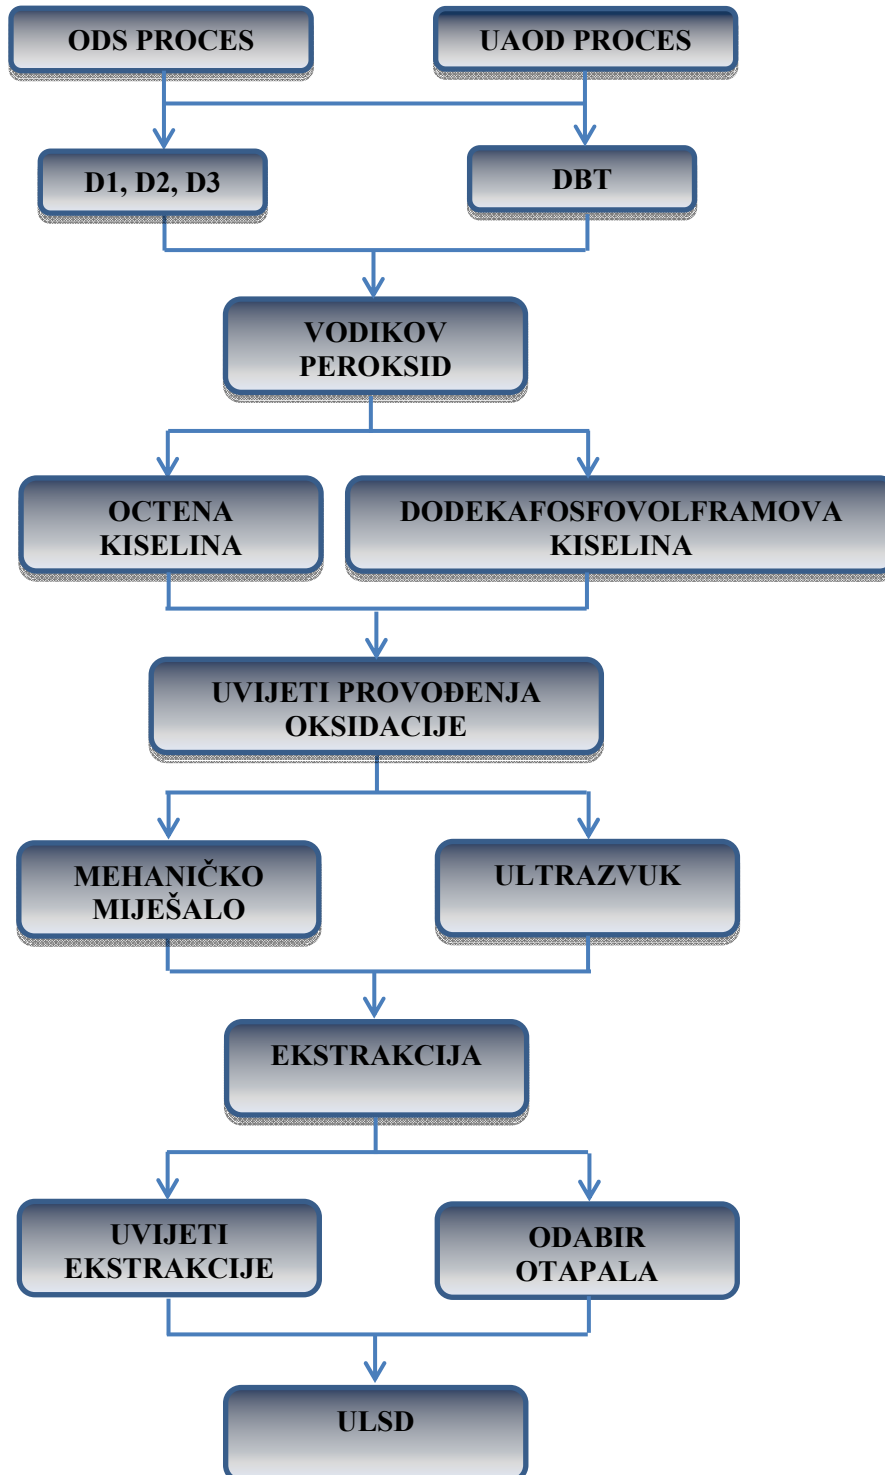 ODS PROCES
UAOD PROCES
D1, D2, D3
DBT
VODIKOV
PEROKSID
OCTENA
KISELINA
DODEKAFOSFOVOLFRAMOVA
KISELINA
UVIJETI PROVOĐENJA
OKSIDACIJE
MEHANIČKO
MIJEŠALO
ULTRAZVUK
EKSTRAKCIJA
UVIJETI
EKSTRAKCIJE
ODABIR
OTAPALA
ULSD